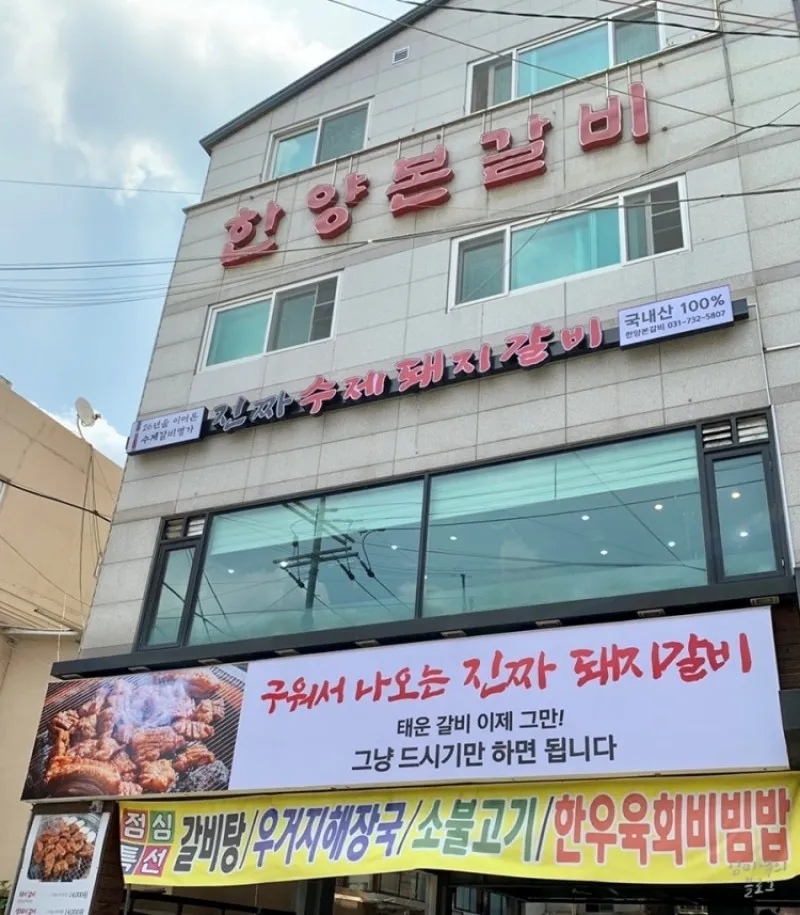 한양본갈비
국내산 100%
한양본갈비 031-732-5807
20년을 이어온
수제갈비명가
진짜 수제돼지갈비
구워서 나오는 진짜 돼지갈비
태운 갈비 이제 그만!
그냥 드시기만 하면 됩니다
점심
특선
갈비탕/우거지해장국/소불고기/한우육회비빔밥